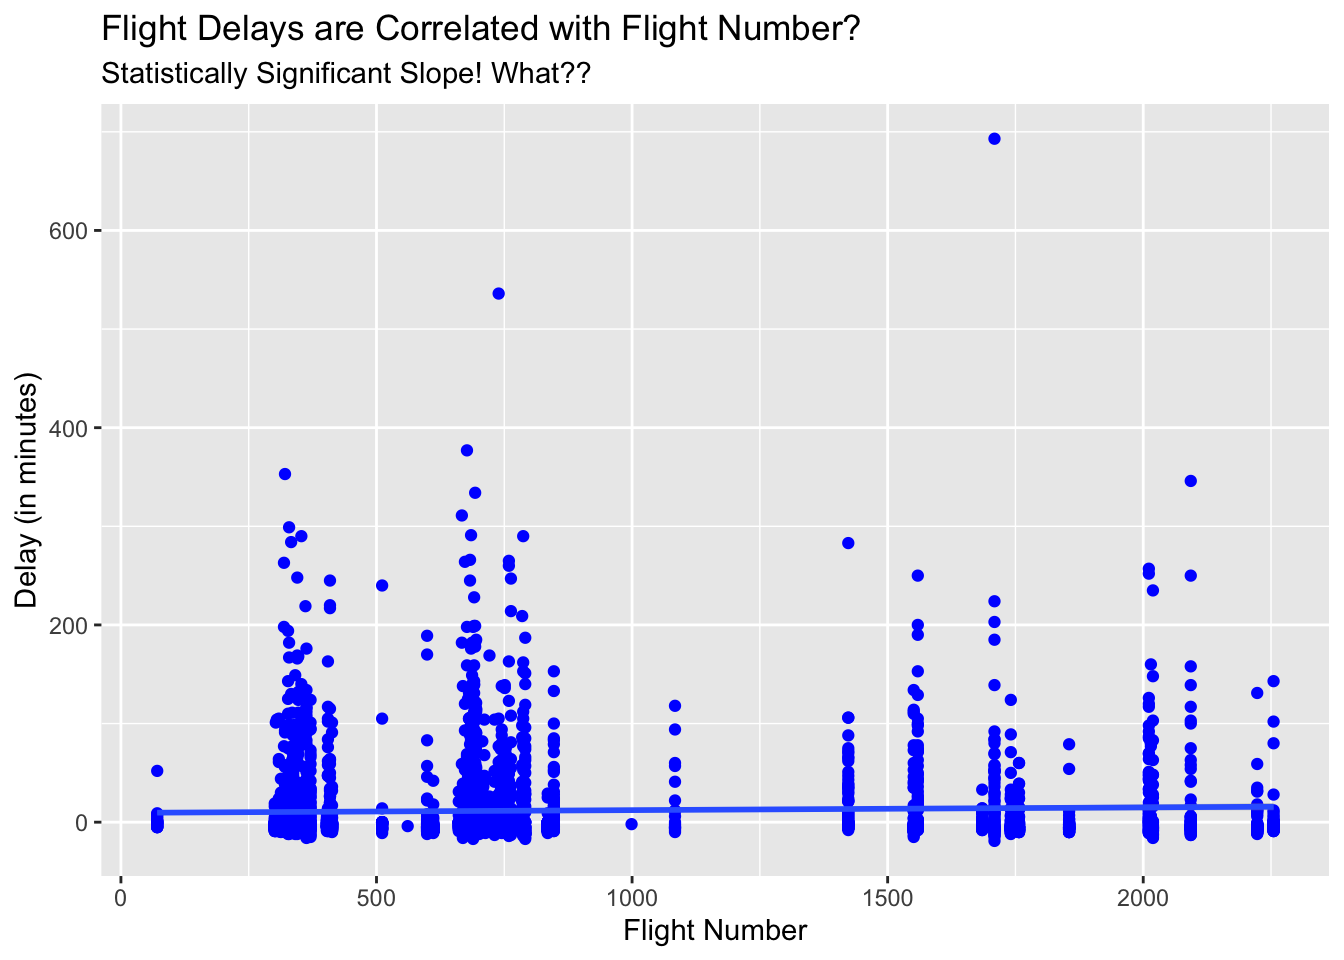 Flight Delays are Correlated with Flight Number?
Statistically Significant Slope! What??
600
400
200
0
Delay (in minutes)
0 500 1000 1500 2000
Flight Number